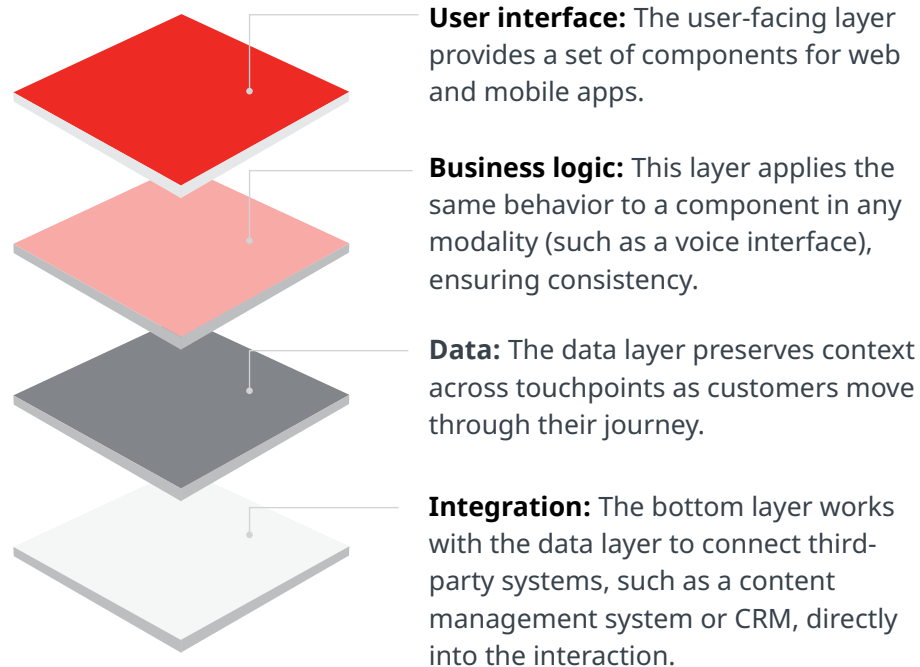 User interface: The user-facing layer
provides a set of components for web
and mobile apps.
Business logic: This layer applies the
same behavior to a component in any
modality (such as a voice interface),
ensuring consistency.
Data: The data layer preserves context
across touchpoints as customers move
through their journey.
Integration: The bottom layer works
with the data layer to connect third-
party systems, such as a content
management system or CRM, directly
into the interaction.